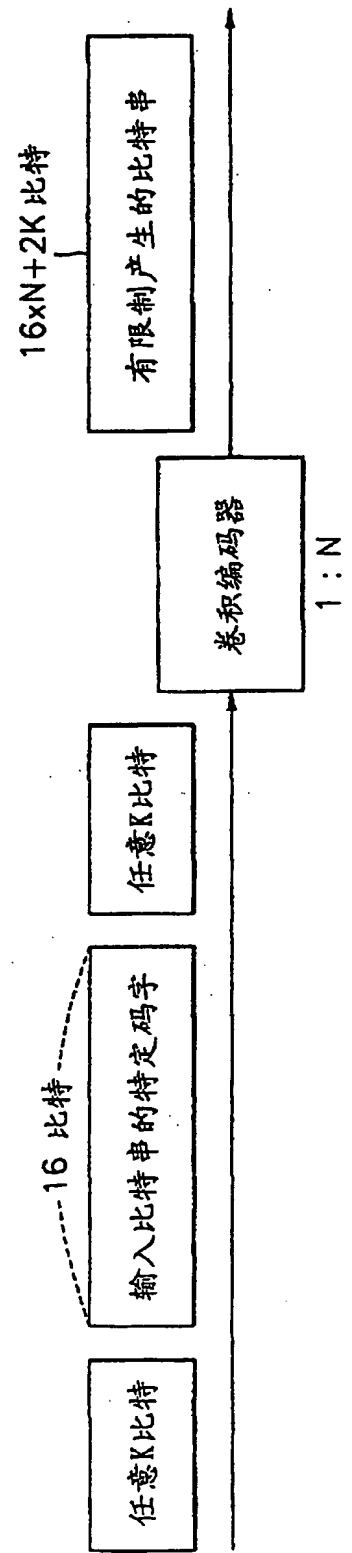 任意K比特
16 比特
输入比特串的特定码字
任意K比特
卷积编码器
1:N
16xN+2K 比特
有限制产生的比特串